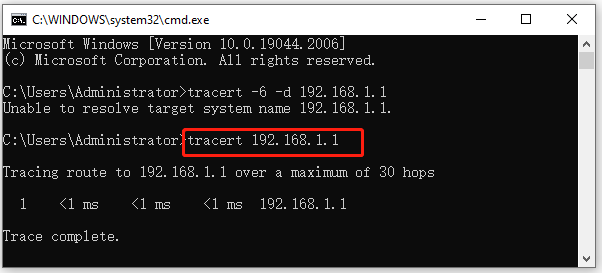 C:\WINDOWS\system32\cmd.exe
Microsoft Windows [Version 10.0.19044.2006]
(c) Microsoft Corporation. All rights reserved.
C:\Users\Administrator>tracert -6 -d 192.168.1.1
Unable to resolve target system name 192.168.1.1.
C:\Users\Administrator>tracert 192.168.1.1
Tracing route to 192.168.1.1 over a maximum of 30 hops
1 <1 ms <1 ms <1 ms 192.168.1.1
Trace complete.